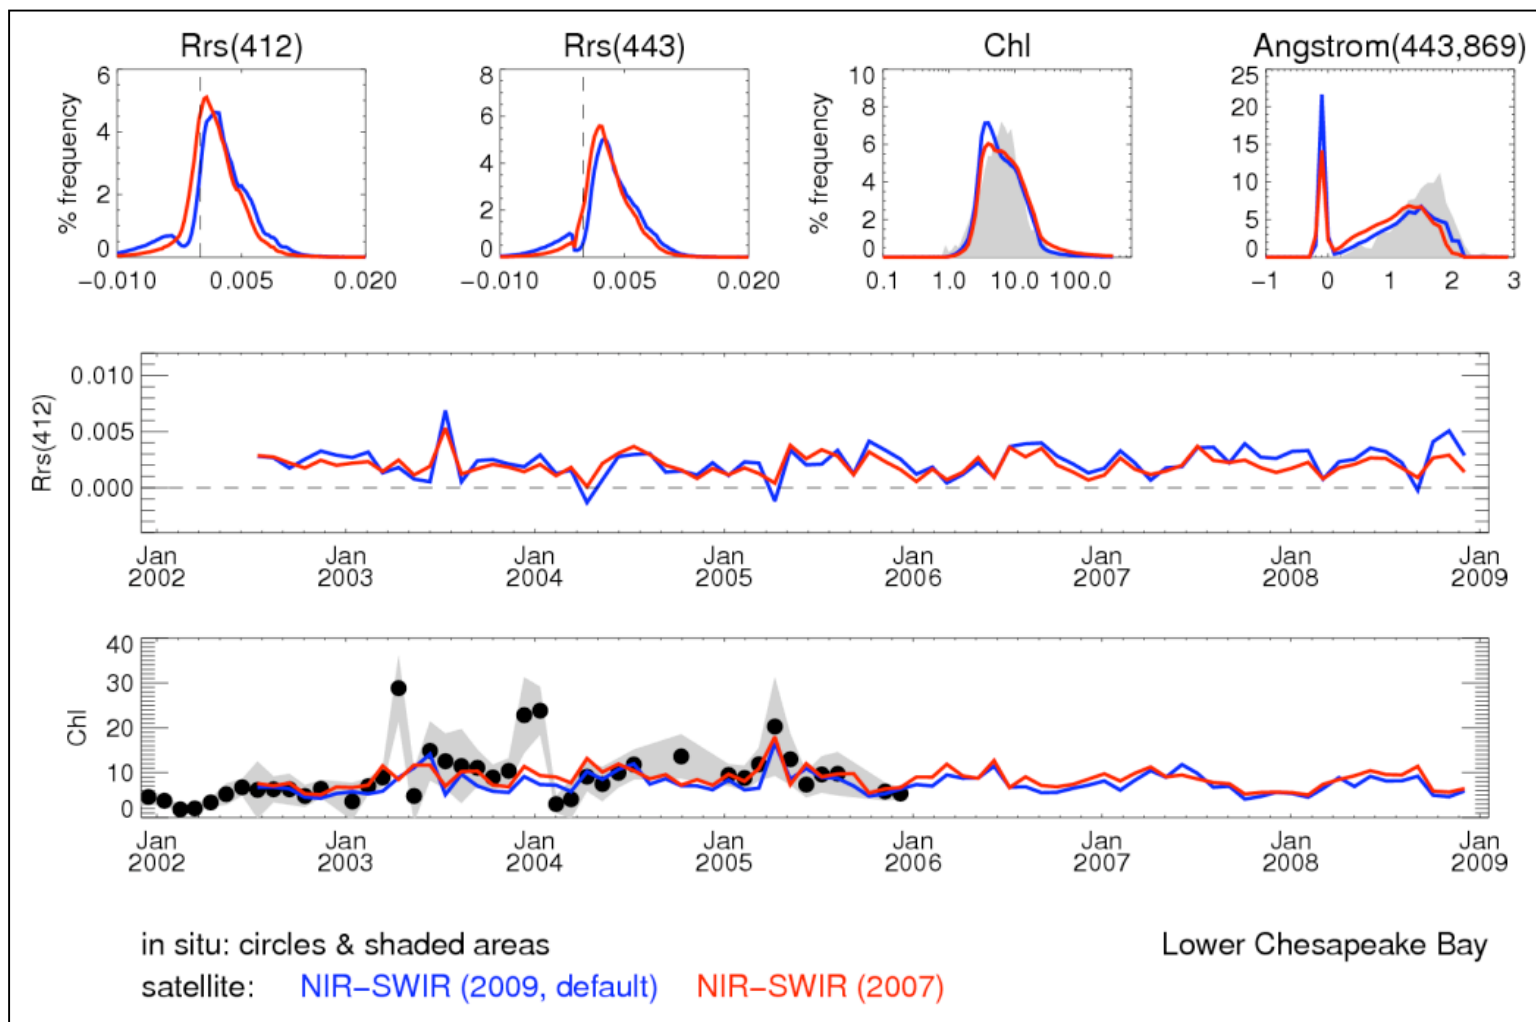 Rrs(412) Rrs(443) Chl Angstrom(443,869)
% frequency
6
4
2
0
−0.010 0.005 0.020
8
6
4
2
0
−0.010 0.005 0.020
% frequency
10
8
6
4
2
0
0.1 1.0 10.0 100.0
25
20
15
10
5
0
−1 0 1 2 3
Rrs(412)
0.010
0.005
0.000
Jan Jan Jan Jan Jan Jan Jan Jan
2002 2003 2004 2005 2006 2007 2008 2009
Chl
40
30
20
10
0
Jan Jan Jan Jan Jan Jan Jan Jan
2002 2003 2004 2005 2006 2007 2008 2009
in situ: circles & shaded areas Lower Chesapeake Bay
satellite: NIR−SWIR (2009, default) NIR−SWIR (2007)